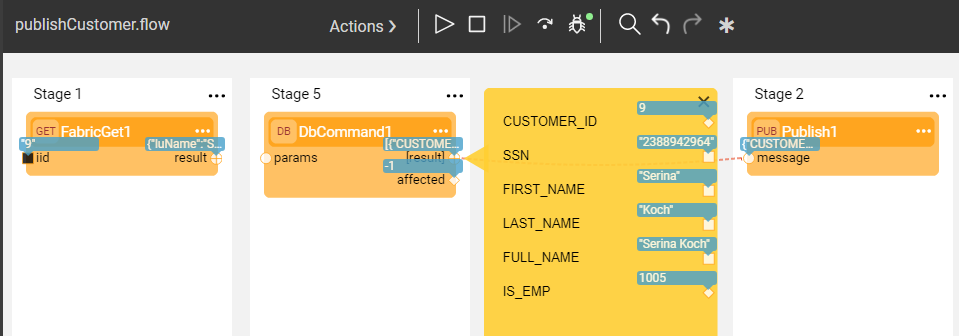 publishCustomer.flow
Actions
Stage 1
GET FabricGet1
"9"
{"luName":"S...
iid
result
Stage 5
DB DbCommand1
[{"CUSTOME...
params
[result]
-1
affected
9
CUSTOMER_ID
"2388942964"
SSN
"Serina"
FIRST_NAME
"Koch"
LAST_NAME
"Serina Koch"
FULL_NAME
1005
IS_EMP
Stage 2
PUB Publish1
{"CUSTOME...
message